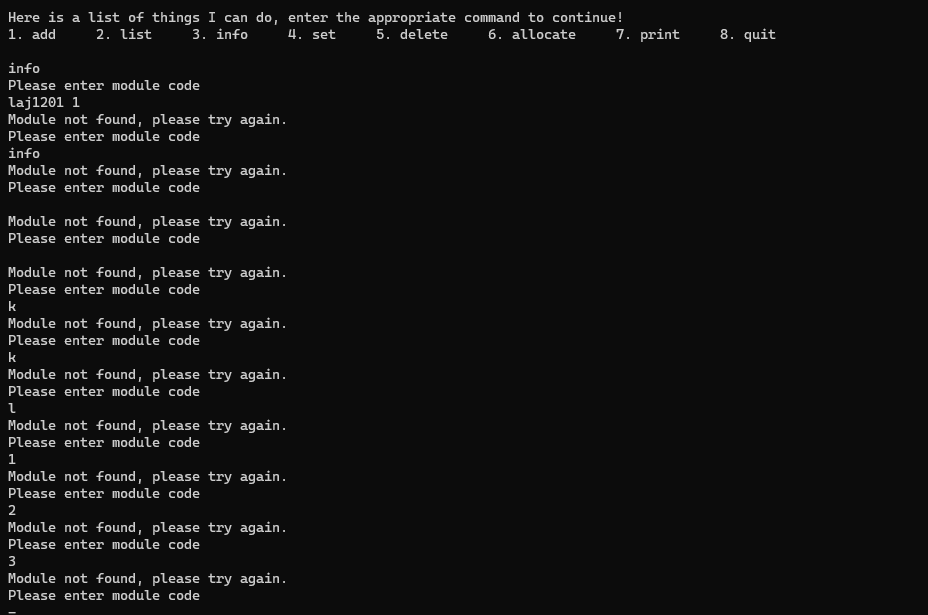 Here is a list of things I can do, enter the appropriate command to continue!
1. add     2. list     3. info     4. set     5. delete     6. allocate     7. print     8. quit
info
Please enter module code
laj1201 1
Module not found, please try again.
Please enter module code
info
Module not found, please try again.
Please enter module code
Module not found, please try again.
Please enter module code
Module not found, please try again.
Please enter module code
k
Module not found, please try again.
Please enter module code
k
Module not found, please try again.
Please enter module code
l
Module not found, please try again.
Please enter module code
1
Module not found, please try again.
Please enter module code
2
Module not found, please try again.
Please enter module code
3
Module not found, please try again.
Please enter module code